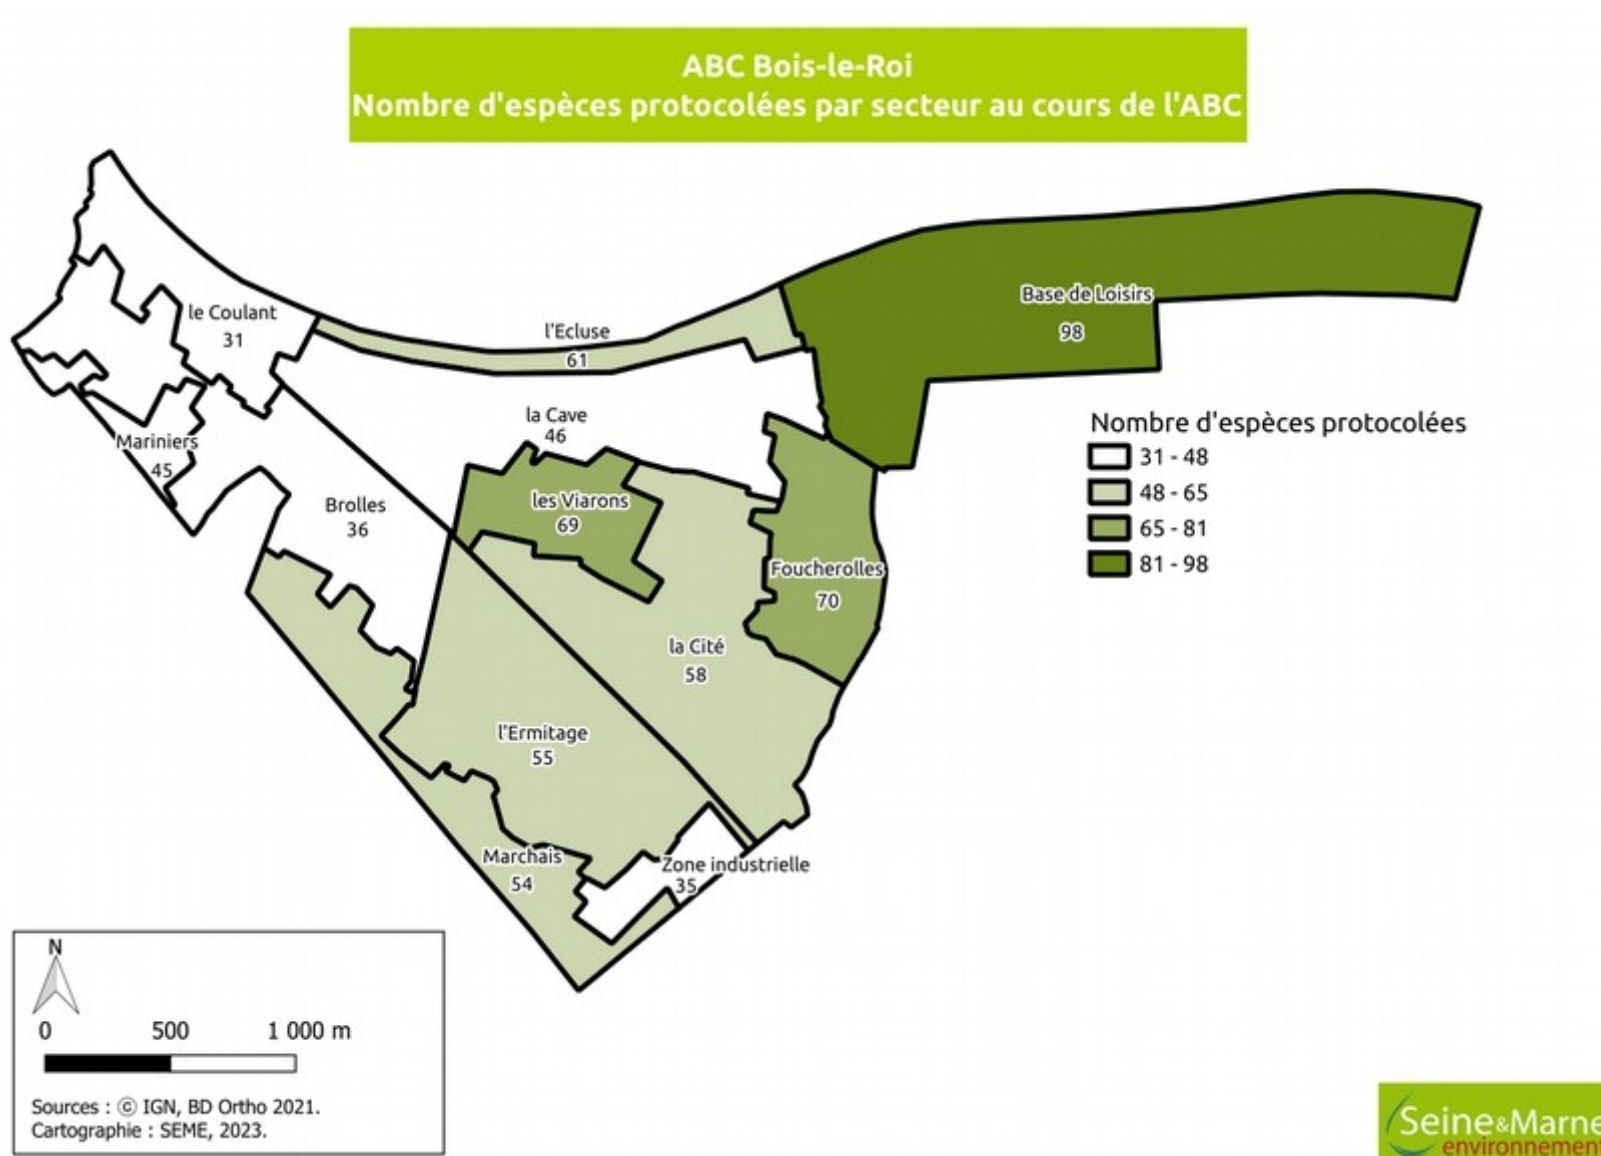 ABC Bois-le-Roi
Nombre d'espèces protocolées par secteur au cours de l'ABC
Base de Loisirs
98
le Coulant
31
l'Ecluse
61
la Cave
46
Mariniers
45
Brolles
36
les Viarons
69
Foucherolles
70
la Cité
58
l'Ermitage
55
Marchais
54
Zone industrielle
35
Nombre d'espèces protocolées
31 - 48
48 - 65
65 - 81
81 - 98
N
0 500 1 000 m
Sources : © IGN, BD Ortho 2021.
Cartographie : SEME, 2023.
Seine&Marne
environnement